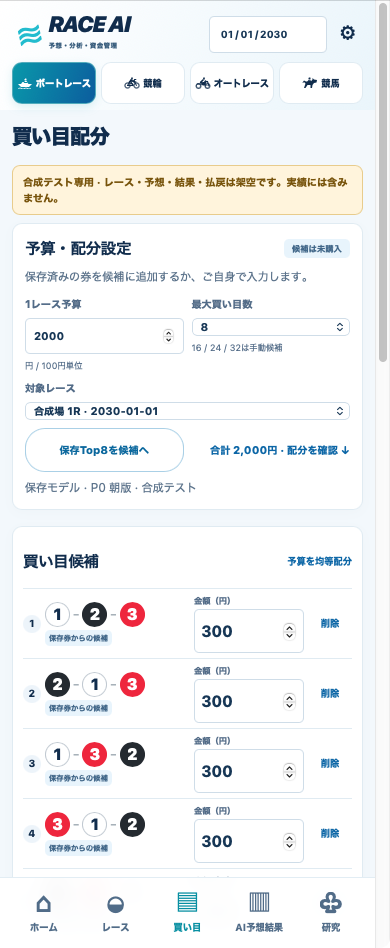 RACE AI
予想・分析・資金管理
01/01/2030
ボートレース
競輪
オートレース
競馬
買い目配分
合成テスト専用・レース・予想・結果・払戻は架空です。実績には含み
ません。
予算・配分設定
候補は未購入
保存済みの券を候補に追加するか、ご自身で入力します。
1レース予算
最大買い目数
2000
8
円 / 100円単位
16 / 24 / 32は手動候補
対象レース
合成場 1R・2030-01-01
保存Top8を候補へ
合計 2,000円・配分を確認 ↓
保存モデル・P0 朝版・合成テスト
買い目候補
予算を均等配分
1
1 - 2 - 3
保存券からの候補
金額（円）
300
削除
2
2 - 1 - 3
保存券からの候補
金額（円）
300
削除
3
1 - 3 - 2
保存券からの候補
金額（円）
300
削除
4
3 - 1 - 2
保存券からの候補
金額（円）
300
削除
ホーム
レース
買い目
AI予想結果
研究